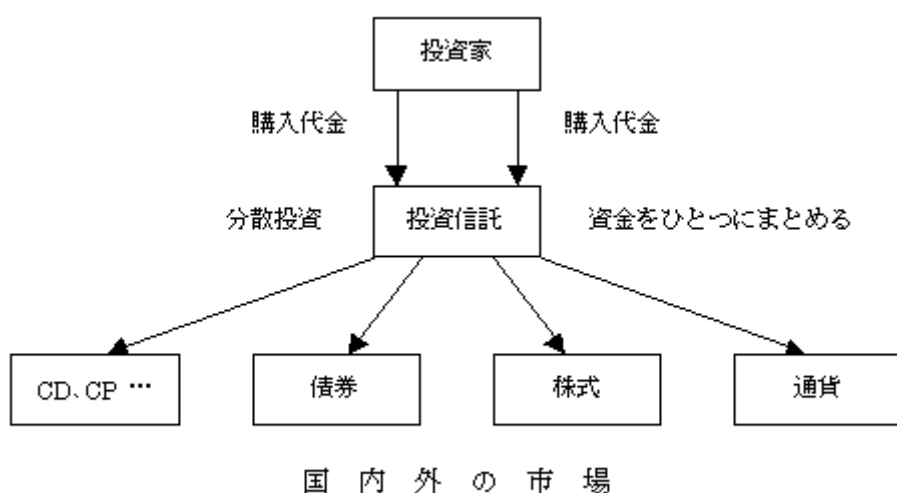 投資家
購入代金
購入代金
分散投資
投資信託
資金をひとつにまとめる
CD、CP …
債券
株式
通貨
国内外の市場